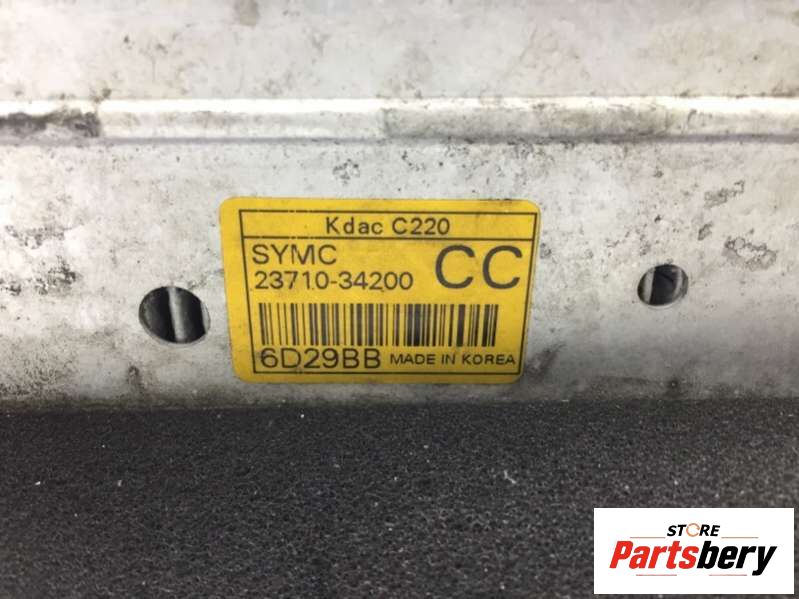 Kdac C220
SYMC
23710-34200
CC
6D29BB MADE IN KOREA
STORE
Partsbery